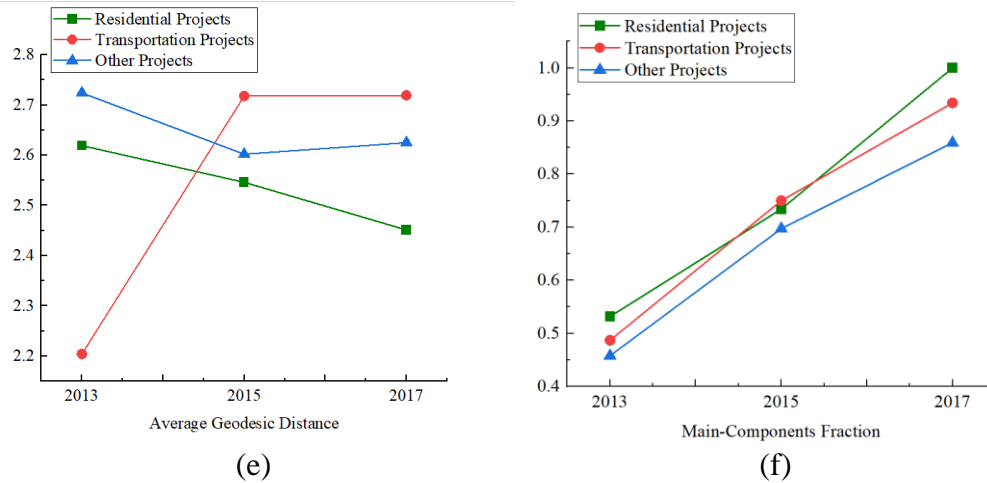 Residential Projects
Transportation Projects
Other Projects
2.8
2.7
2.6
2.5
2.4
2.3
2.2
2013
2015
2017
Average Geodesic Distance
(e)
Residential Projects
Transportation Projects
Other Projects
1.0
0.9
0.8
0.7
0.6
0.5
0.4
2013
2015
2017
Main-Components Fraction
(f)